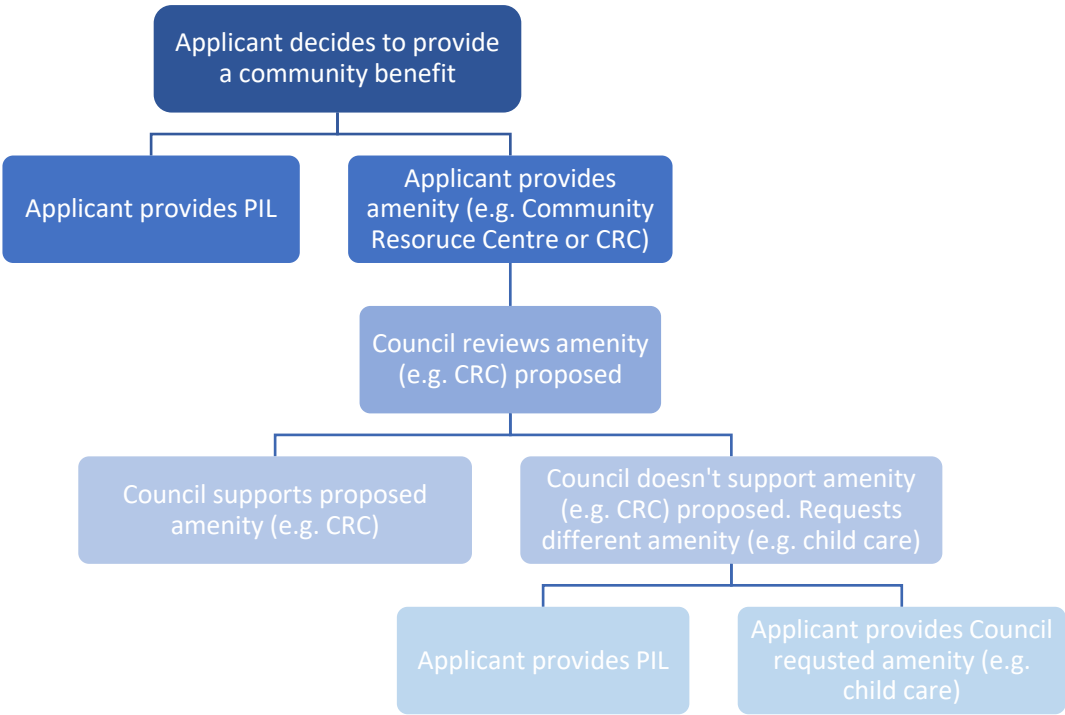 Applicant decides to provide
a community benefit
Applicant provides PIL
Applicant provides
amenity (e.g. Community
Resoruce Centre or CRC)
Council reviews amenity
(e.g. CRC) proposed
Council supports proposed
amenity (e.g. CRC)
Council doesn't support amenity
(e.g. CRC) proposed. Requests
different amenity (e.g. child care)
Applicant provides PIL
Applicant provides Council
requsted amenity (e.g.
child care)